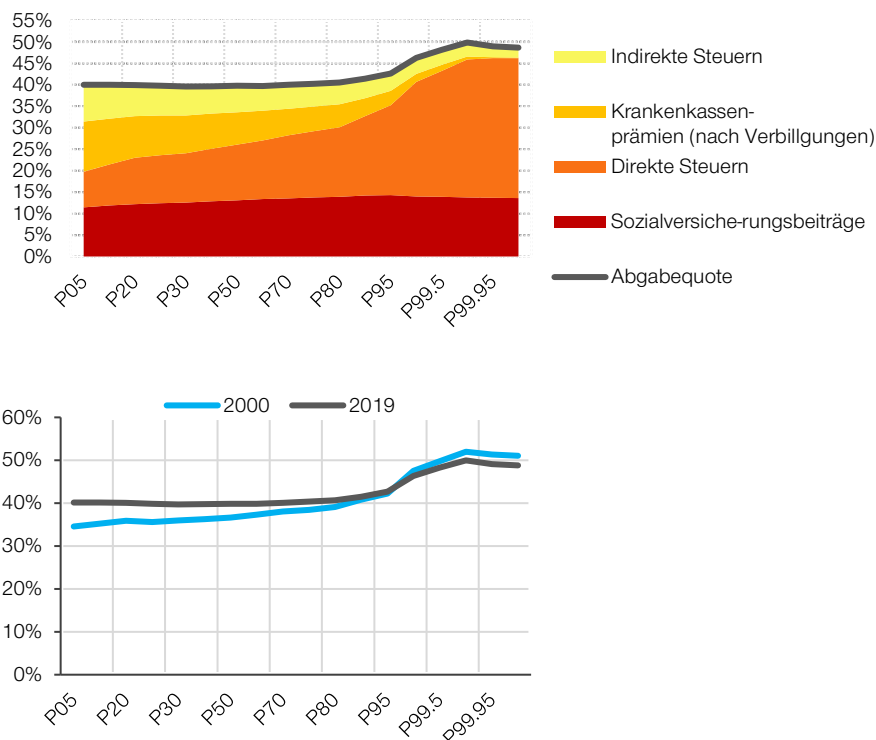 55%
50%
45%
40%
35%
30%
25%
20%
15%
10%
5%
0%
P05
P20
P30
P50
P70
P80
P95
P99.5
P99.95
Indirekte Steuern
Krankenkassen-
prämien (nach Verbillgungen)
Direkte Steuern
Sozialversiche-rungsbeiträge
Abgabequote
2000 2019
60%
50%
40%
30%
20%
10%
0%
P05
P20
P30
P50
P70
P80
P95
P99.5
P99.95